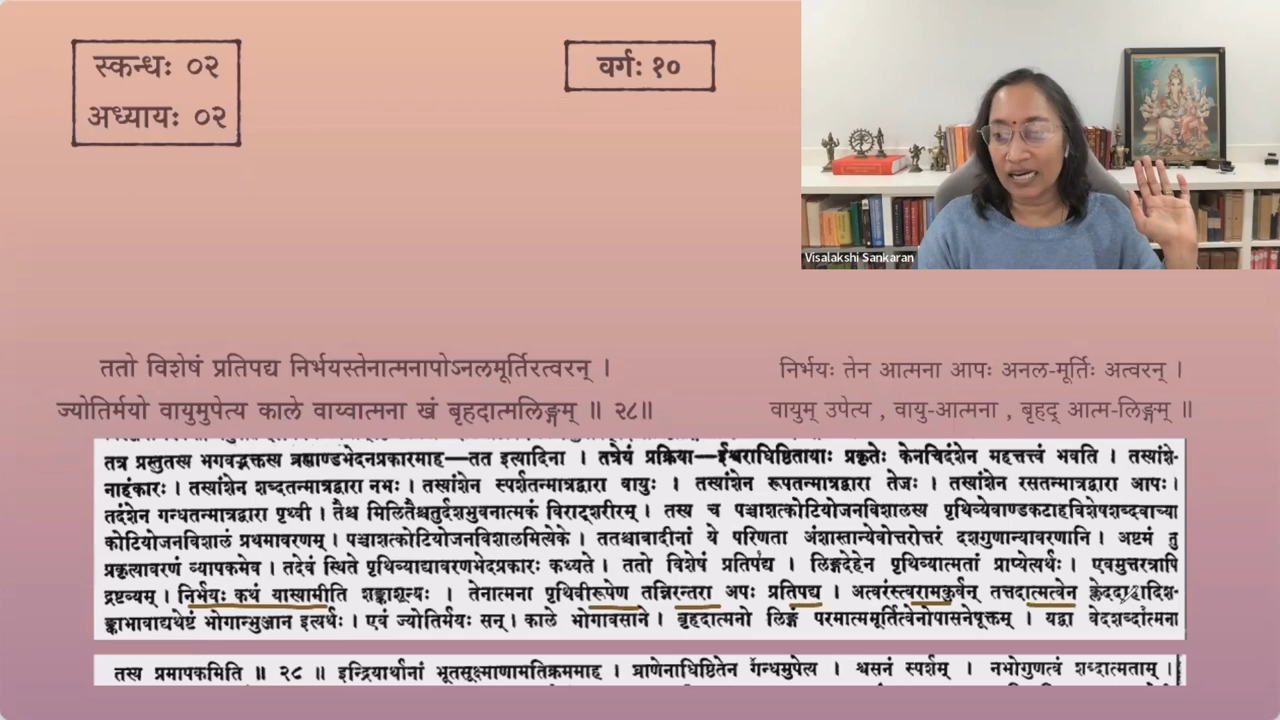 स्कन्धः ०२
अध्यायः ०२
वर्गः १०
Visalakshi Sankaran
ततो विशेषं प्रतिपद्य निर्भयस्तेनात्मनापोऽनलमूर्तिरत्वरन् ।
ज्योतिर्मयो वायुमुपेत्य काले वाय्वात्मना खं बृहदात्मलिङ्गम् ॥ २८॥
निर्भयः तेन आत्मना आपः अनल-मूर्तिः अत्वरन् ।
वायुम् उपेत्य , वायु-आत्मना , बृहद् आत्म-लिङ्गम् ॥
तत्र प्रस्तुतस्य भगवद्भक्तस्य ब्रह्माण्डभेदनप्रकारमाह—तत इत्यादिना । तत्रेयं प्रक्रिया—ईश्वराधिष्ठितायाः प्रकृतेः केनचिदंशेन महत्तत्त्वं भवति । तस्यांशे-
नाहंकारः । तस्यांशेन शब्दतन्मात्रद्वारा नभः । तस्यांशेन स्पर्शतन्मात्रद्वारा वायुः । तस्यांशेन रूपतन्मात्रद्वारा तेजः । तस्यांशेन रसतन्मात्रद्वारा आपः ।
तदंशेन गन्धतन्मात्रद्वारा पृथ्वी । तैश्च मिलितैश्चतुर्दशभुवनात्मकं विराट्शरीरम् । तस्य च पञ्चाशत्कोटियोजनविशालस्य पृथिव्येवाण्डकटाहविशेषशब्दवाच्या
कोटियोजनविशालं प्रथमावरणम् । पञ्चाशत्कोटियोजनविशालमित्येके । ततश्चाबादीनां ये परिणता अंशास्तान्येवोत्तरोत्तरं दशगुणान्यावरणानि । अष्टमं तु
प्रकृत्यावरणं व्यापकमेव । तदेवं स्थिते पृथिव्याद्यावरणभेदप्रकारः कथ्यते । ततो विशेषं प्रतिपद्य । लिङ्गदेहेन पृथिव्यात्मतां प्राप्येत्यर्थः । एवमुत्तरत्रापि
द्रष्टव्यम् । निर्भयः कथं यास्यामीति शङ्काशून्यः । तेनात्मना पृथिवीरूपेण तन्निरन्तरा अपः प्रतिपद्य । अत्वरंस्त्वरामकुर्वन् तत्तदात्मत्वेन क्लेददाहादिश-
ङ्काभावाद्यथेष्टं भोगान्भुञ्जान इत्यर्थः । एवं ज्योतिर्मयः सन् । काले भोगावसाने । बृहदात्मनो लिङ्गं परमात्ममूर्तित्वेनोपासनेषूक्तम् । यद्वा वेदशब्दात्मना
तस्य प्रमापकमिति ॥ २८ ॥ इन्द्रियार्थानां भूतसूक्ष्माणामतिक्रममाह । घ्राणेनाधिष्ठितेन गन्धमुपेत्य । श्वसनं स्पर्शम् । नभोगुणत्वं शब्दात्मताम् ।